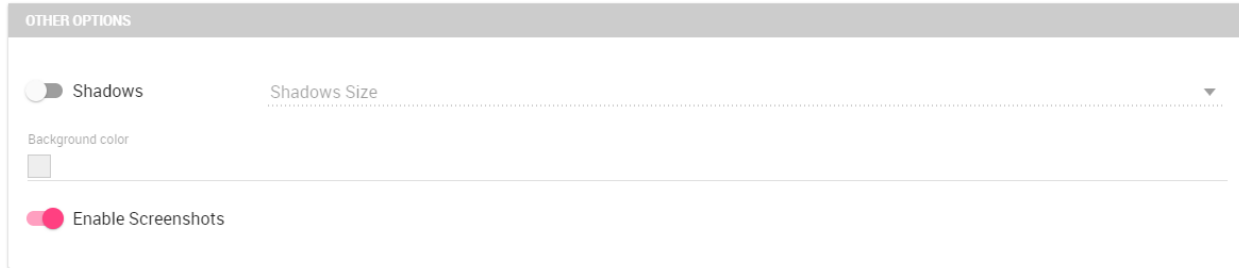 OTHER OPTIONS
Shadows
Shadows Size
Background color
Enable Screenshots